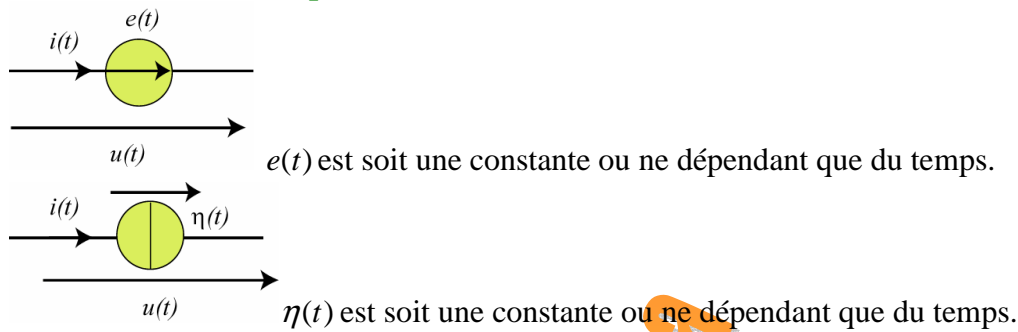 e(t)
i(t)
u(t)
e(t) est soit une constante ou ne dépendant que du temps.
i(t)
η(t)
u(t)
η(t) est soit une constante ou ne dépendant que du temps.